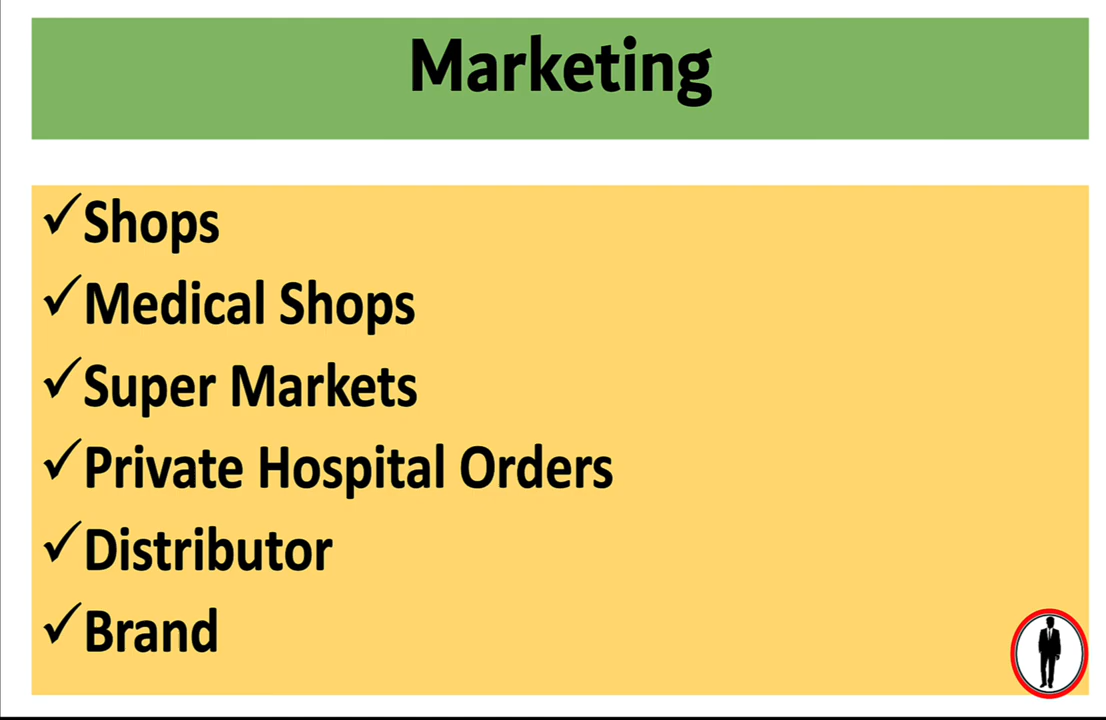 Marketing
✓Shops
✓Medical Shops
✓Super Markets
✓Private Hospital Orders
✓Distributor
✓Brand